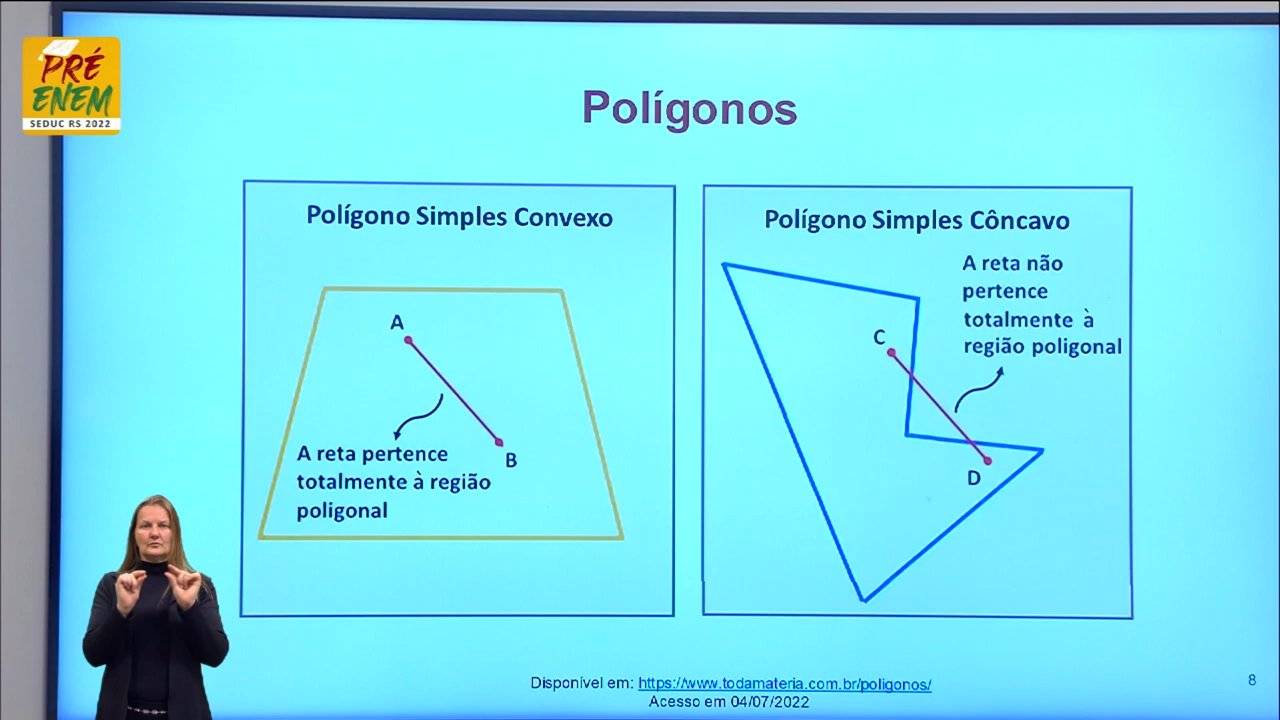 PRÉ
ENEM
SEDUC RS 2022
Polígonos
Polígono Simples Convexo
A
B
A reta pertence
totalmente à região
poligonal
Polígono Simples Côncavo
A reta não
pertence
totalmente à
região poligonal
C
D
Disponível em: https://www.todamateria.com.br/poligonos/
Acesso em 04/07/2022
8